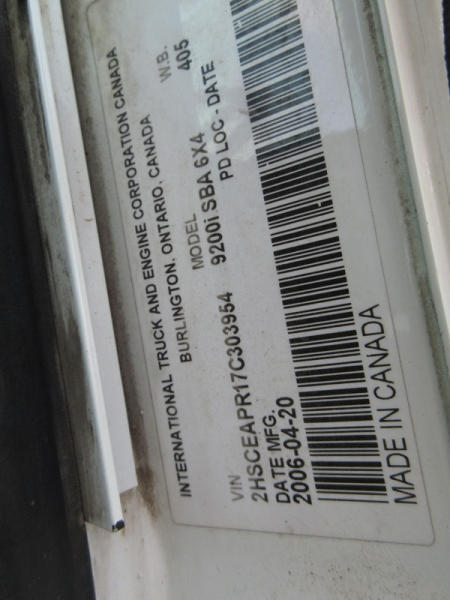 INTERNATIONAL TRUCK AND ENGINE CORPORATION CANADA
BURLINGTON, ONTARIO, CANADA
VIN MODEL W.B.
2HSCEAPR17C303954 9200i SBA 6X4 405
DATE MFG. PD LOC - DATE
2006-04-20
MADE IN CANADA